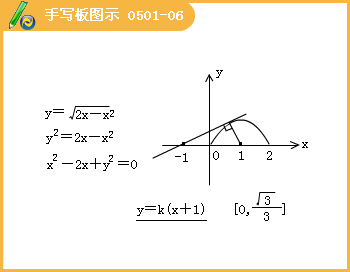 手写板图示 0501-06
y=√2x-x²
y²=2x-x²
x²-2x+y²=0
y
x
-1 0 1 2
y=k(x+1) [0,√3/3]